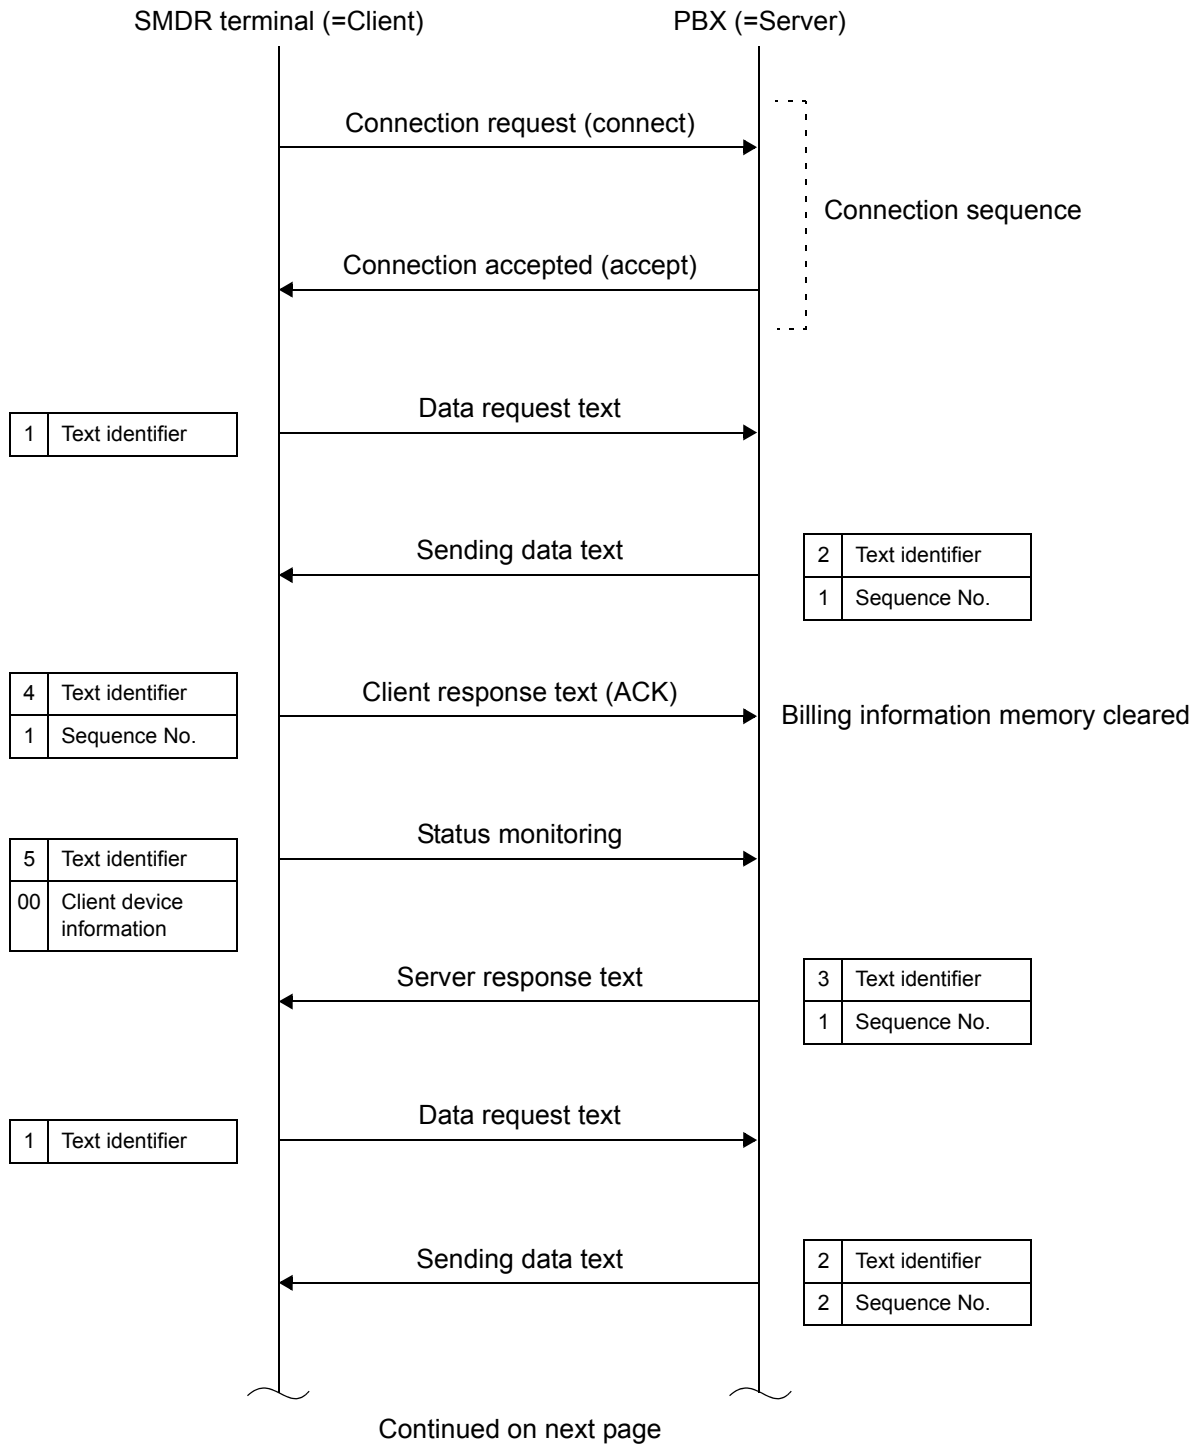 SMDR terminal (=Client)
PBX (=Server)
Connection request (connect)
Connection sequence
Connection accepted (accept)
Data request text
1 Text identifier
Sending data text
2 Text identifier
1 Sequence No.
4 Text identifier
1 Sequence No.
Client response text (ACK)
Billing information memory cleared
Status monitoring
5 Text identifier
00 Client device
information
Server response text
3 Text identifier
1 Sequence No.
Data request text
1 Text identifier
Sending data text
2 Text identifier
2 Sequence No.
Continued on next page